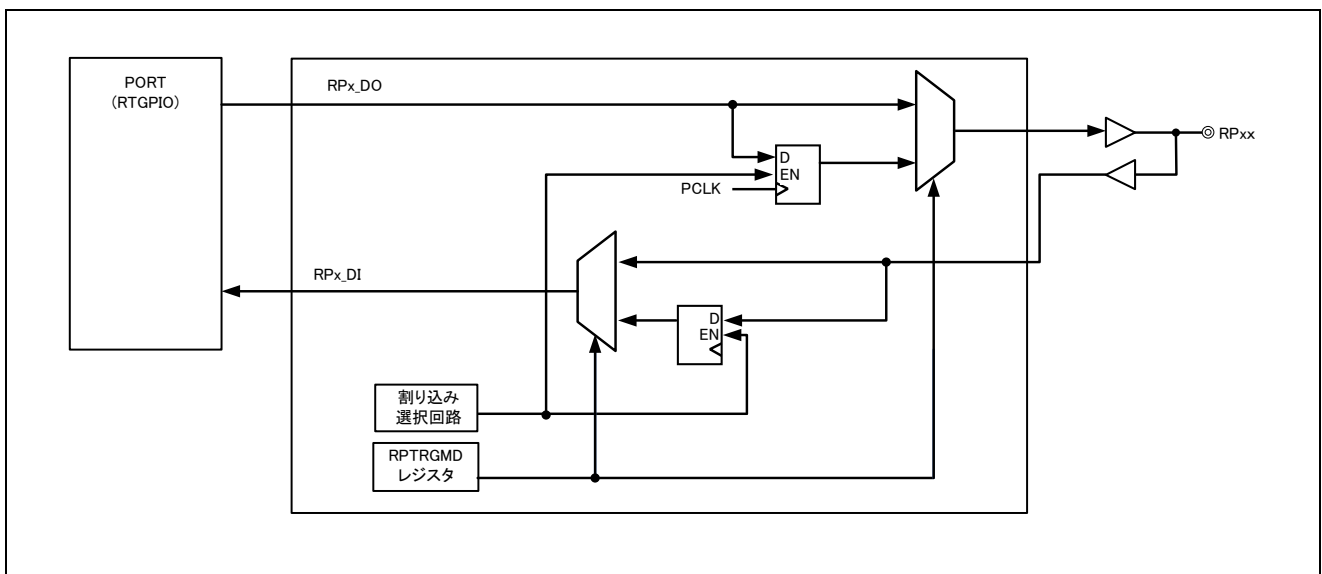 PORT
(RTGPIO)
RPx_DO
D
EN
PCLK
RPxx
RPx_DI
D
EN
割り込み
選択回路
RPTRGMD
レジスタ